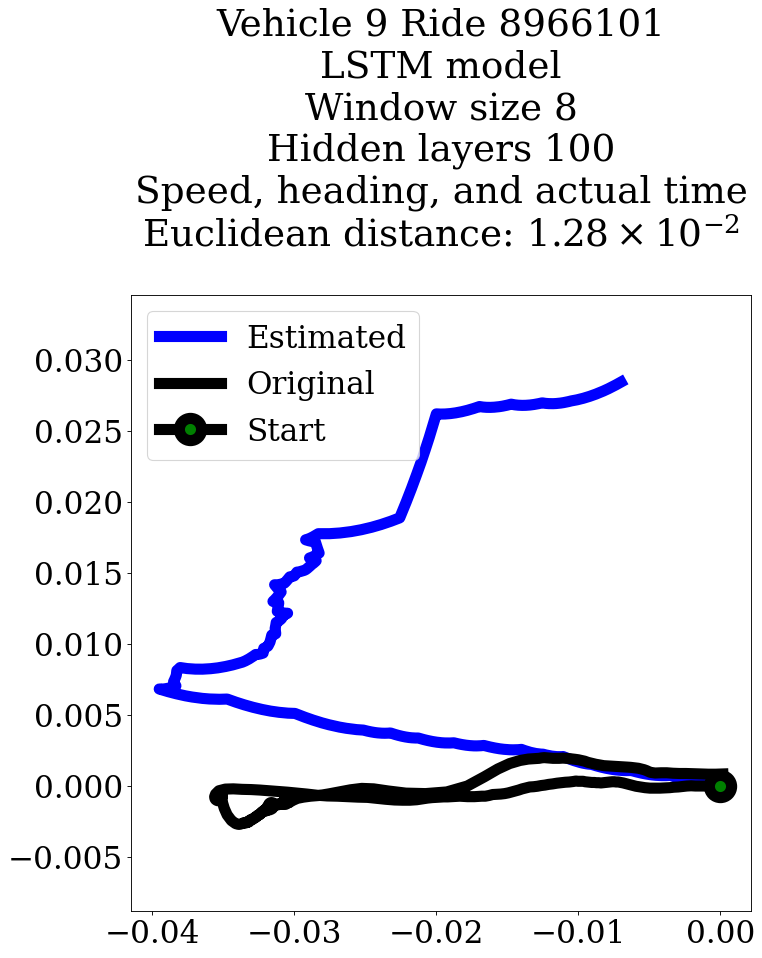 Vehicle 9 Ride 8966101
LSTM model
Window size 8
Hidden layers 100
Speed, heading, and actual time
Euclidean distance: 1.28 × 10⁻²
Estimated
Original
Start
0.030
0.025
0.020
0.015
0.010
0.005
0.000
−0.005
−0.04 −0.03 −0.02 −0.01 0.00